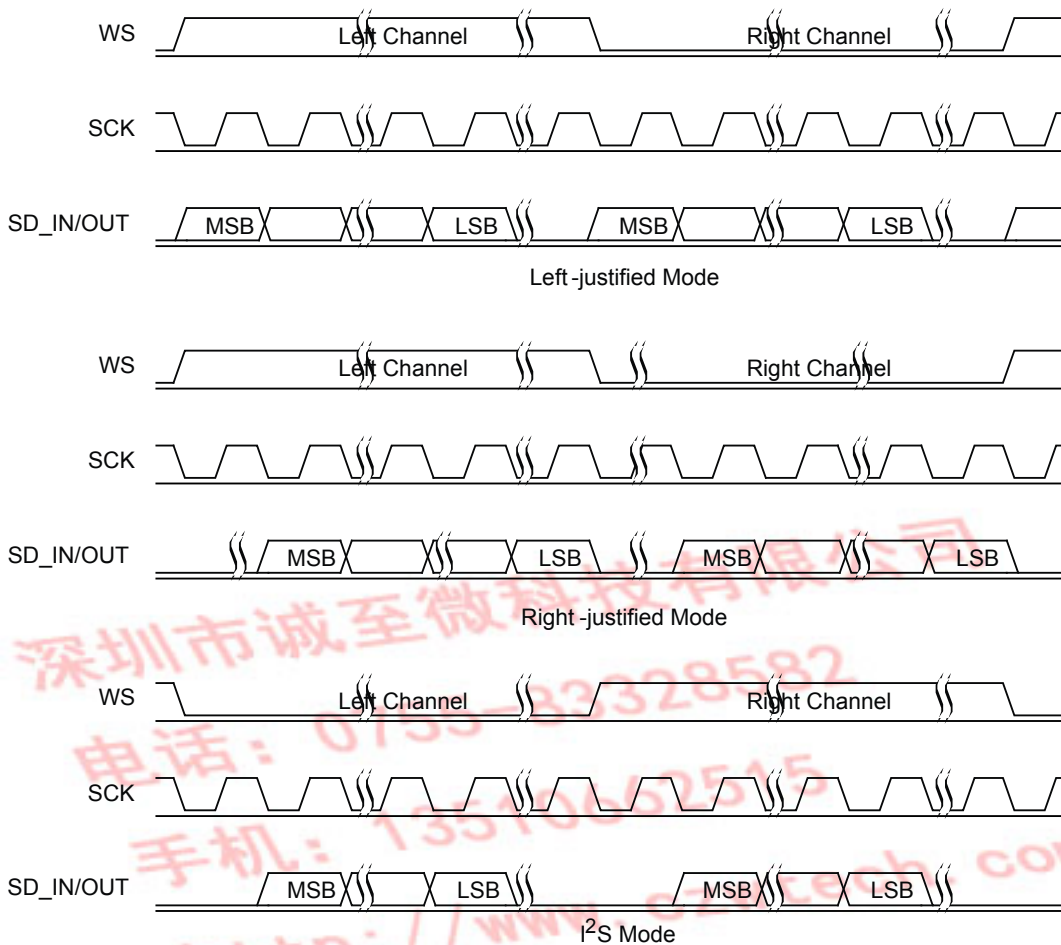 WS Left Channel Right Channel
SCK
SD_IN/OUT MSB LSB MSB LSB
Left-justified Mode
WS Left Channel Right Channel
SCK
SD_IN/OUT MSB LSB MSB LSB
Right-justified Mode
WS Left Channel Right Channel
SCK
SD_IN/OUT MSB LSB MSB LSB
I²S Mode
深圳市诚至微科技有限公司
电话：0755-83328582
手机：13510662515